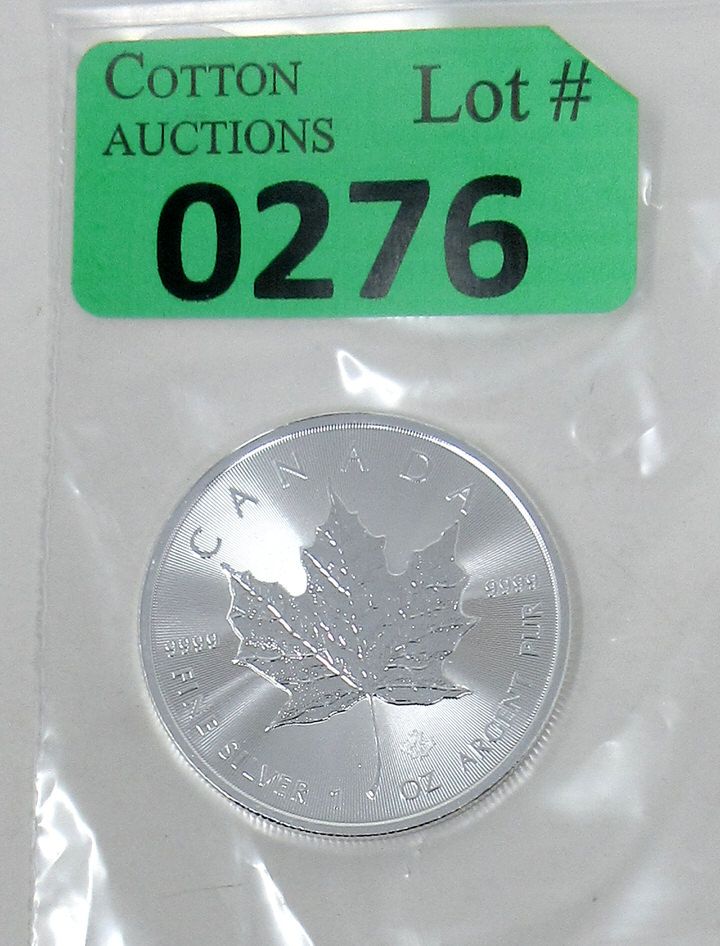 COTTON
AUCTIONS
Lot #
0276
CANADA
9999
9999
FINE SILVER 1 OZ ARGENT PUR